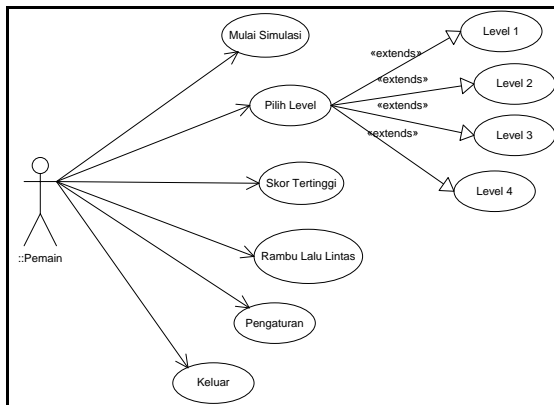 Mulai Simulasi
Level 1
«extends»
Level 2
«extends»
Pilih Level
«extends»
Level 3
«extends»
Skor Tertinggi
Level 4
::Pemain
Rambu Lalu Lintas
Pengaturan
Keluar